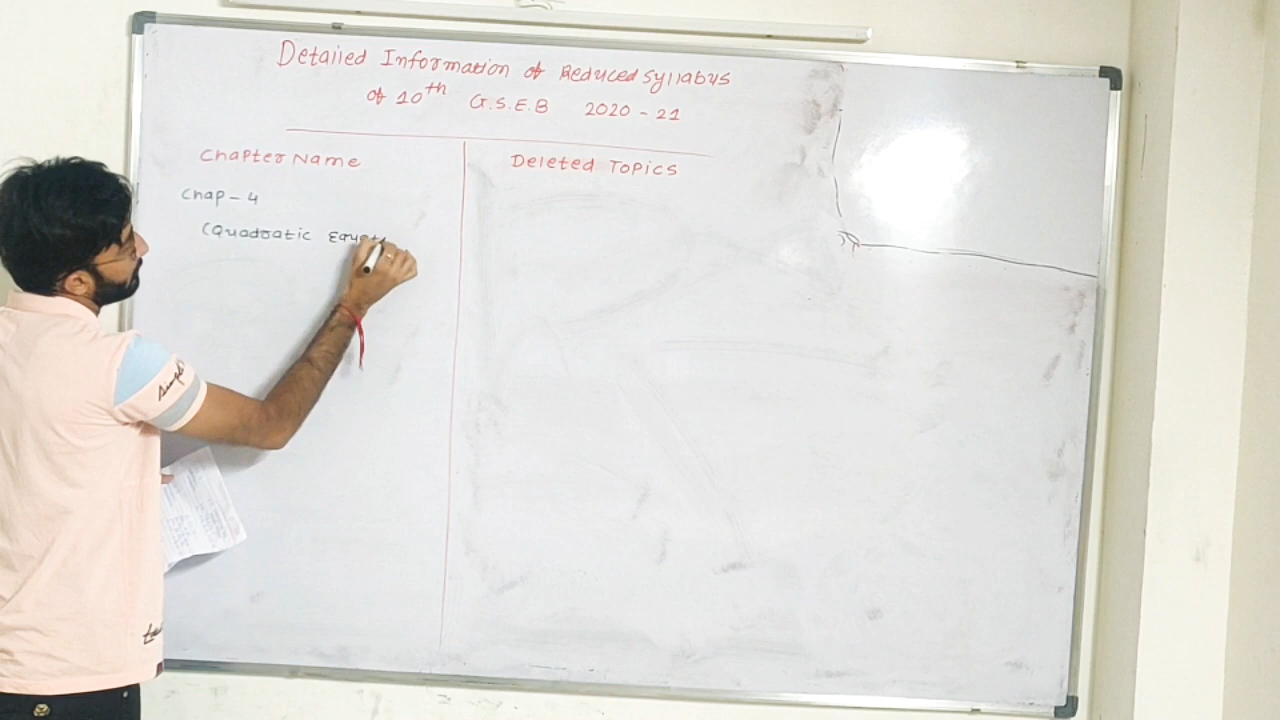 Detailed Information of Reduced Syllabus
of 10th G.S.E.B 2020 - 21
Chapter Name
Deleted Topics
Chap - 4
(Quadratic